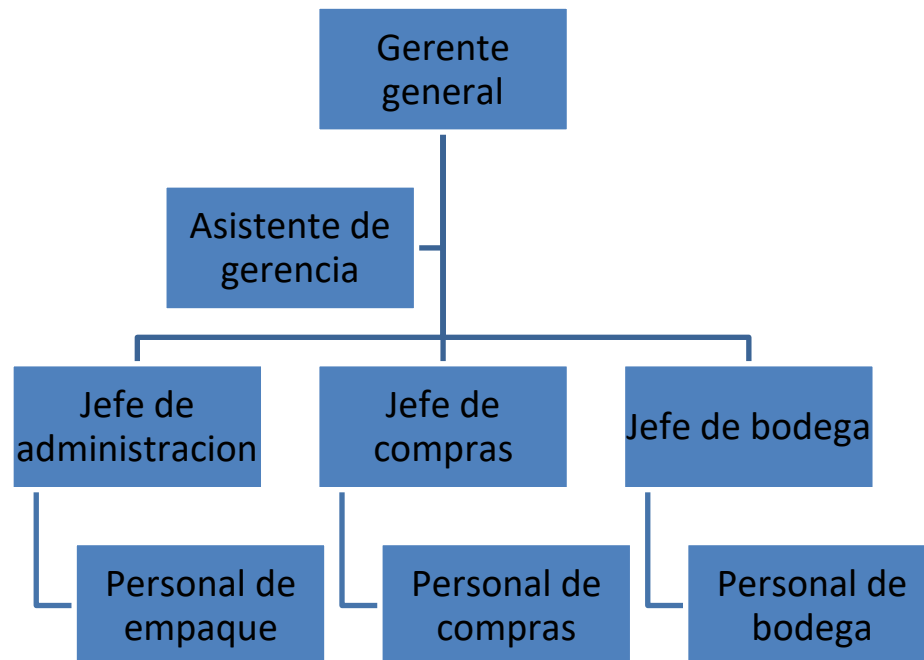 Gerente
general
Asistente de
gerencia
Jefe de
administracion
Jefe de
compras
Jefe de bodega
Personal de
empaque
Personal de
compras
Personal de
bodega